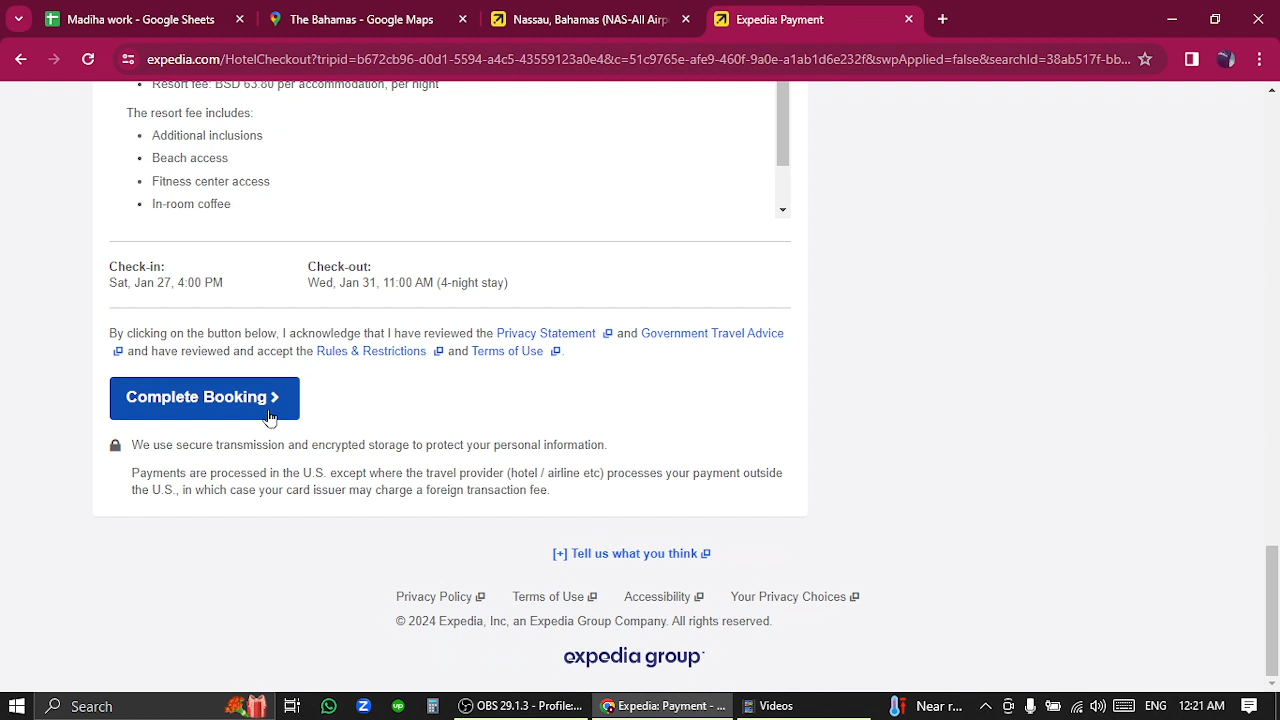 Madiha work - Google Sheets
The Bahamas - Google Maps
Nassau, Bahamas (NAS-All Airp
Expedia: Payment
expedia.com/HotelCheckout?tripid=b672cb96-d0d1-5594-a4c5-43559123a0e4&c=51c9765e-afe9-460f-9a0e-a1ab1d6e232f&swpApplied=false&searchId=38ab517f-bb...
• Resort fee: BSD 63.80 per accommodation, per night
The resort fee includes:
• Additional inclusions
• Beach access
• Fitness center access
• In-room coffee
Check-in: Check-out:
Sat, Jan 27, 4:00 PM Wed, Jan 31, 11:00 AM (4-night stay)
By clicking on the button below, I acknowledge that I have reviewed the Privacy Statement and Government Travel Advice
and have reviewed and accept the Rules & Restrictions and Terms of Use .
Complete Booking
We use secure transmission and encrypted storage to protect your personal information.
Payments are processed in the U.S. except where the travel provider (hotel / airline etc) processes your payment outside
the U.S., in which case your card issuer may charge a foreign transaction fee.
[+] Tell us what you think
Privacy Policy Terms of Use Accessibility Your Privacy Choices
© 2024 Expedia, Inc, an Expedia Group Company. All rights reserved.
expedia group
Search OBS 29.1.3 - Profile:... Expedia: Payment - ... Videos Near r... ENG 12:21 AM